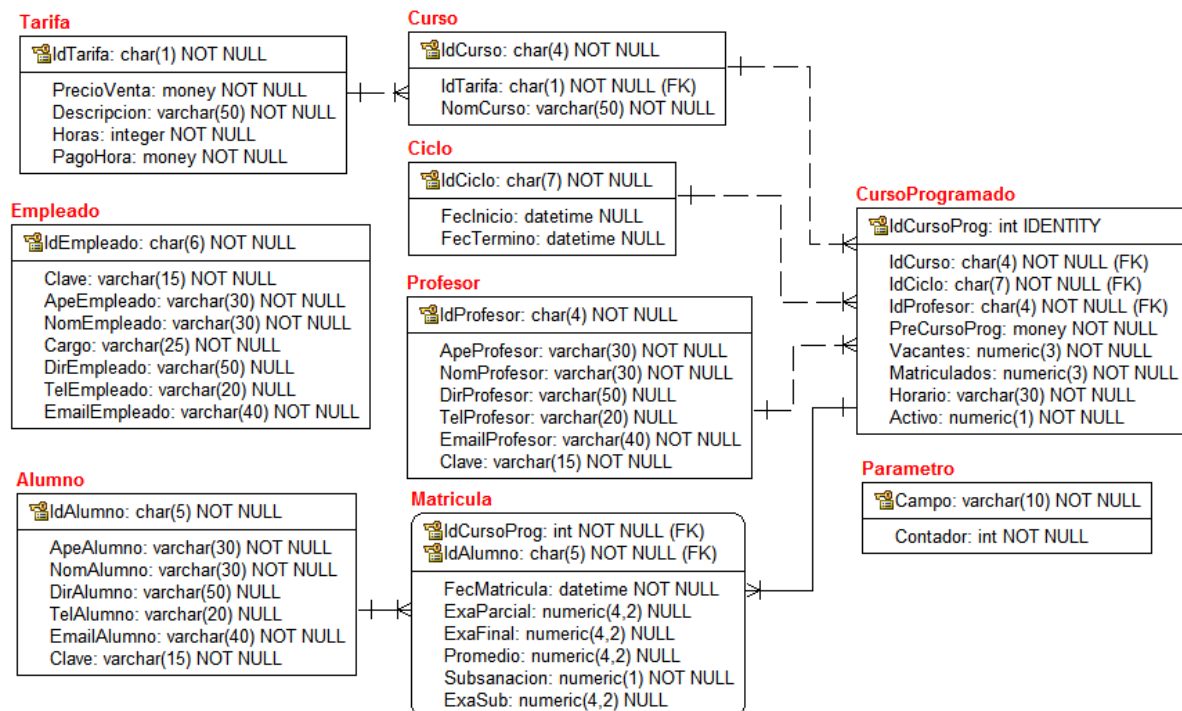 Tarifa
IdTarifa: char(1) NOT NULL
PrecioVenta: money NOT NULL
Descripcion: varchar(50) NOT NULL
Horas: integer NOT NULL
PagoHora: money NOT NULL
Curso
IdCurso: char(4) NOT NULL
IdTarifa: char(1) NOT NULL (FK)
NomCurso: varchar(50) NOT NULL
Ciclo
IdCiclo: char(7) NOT NULL
FecInicio: datetime NULL
FecTermino: datetime NULL
CursoProgramado
IdCursoProg: int IDENTITY
IdCurso: char(4) NOT NULL (FK)
IdCiclo: char(7) NOT NULL (FK)
IdProfesor: char(4) NOT NULL (FK)
PreCursoProg: money NOT NULL
Vacantes: numeric(3) NOT NULL
Matriculados: numeric(3) NOT NULL
Horario: varchar(30) NOT NULL
Activo: numeric(1) NOT NULL
Empleado
IdEmpleado: char(6) NOT NULL
Clave: varchar(15) NOT NULL
ApeEmpleado: varchar(30) NOT NULL
NomEmpleado: varchar(30) NOT NULL
Cargo: varchar(25) NOT NULL
DirEmpleado: varchar(50) NULL
TelEmpleado: varchar(20) NULL
EmailEmpleado: varchar(40) NOT NULL
Profesor
IdProfesor: char(4) NOT NULL
ApeProfesor: varchar(30) NOT NULL
NomProfesor: varchar(30) NOT NULL
DirProfesor: varchar(50) NULL
TelProfesor: varchar(20) NULL
EmailProfesor: varchar(40) NOT NULL
Clave: varchar(15) NOT NULL
Alumno
IdAlumno: char(5) NOT NULL
ApeAlumno: varchar(30) NOT NULL
NomAlumno: varchar(30) NOT NULL
DirAlumno: varchar(50) NULL
TelAlumno: varchar(20) NULL
EmailAlumno: varchar(40) NOT NULL
Clave: varchar(15) NOT NULL
Matricula
IdCursoProg: int NOT NULL (FK)
IdAlumno: char(5) NOT NULL (FK)
FecMatricula: datetime NOT NULL
ExaParcial: numeric(4,2) NULL
ExaFinal: numeric(4,2) NULL
Promedio: numeric(4,2) NULL
Subsanacion: numeric(1) NOT NULL
ExaSub: numeric(4,2) NULL
Parametro
Campo: varchar(10) NOT NULL
Contador: int NOT NULL